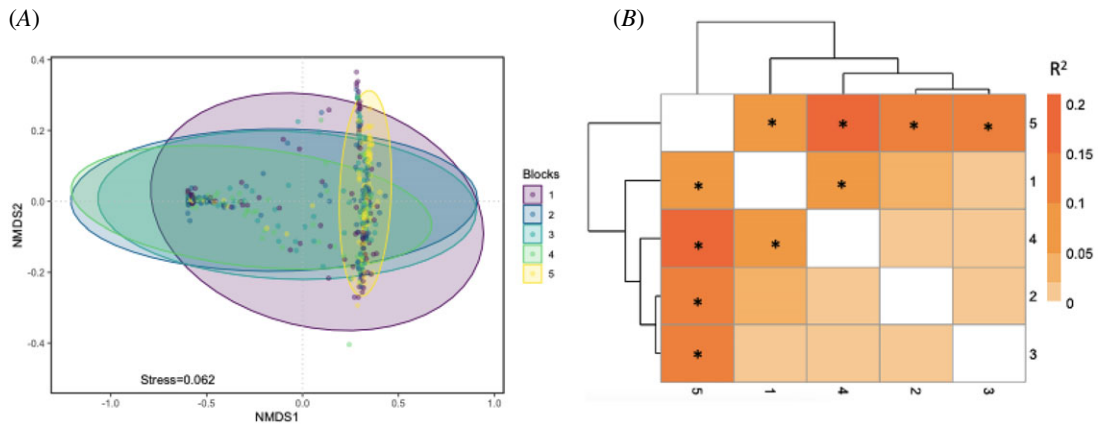 (A)
0.4
0.2
0.0
-0.2
-0.4
NMDS2
Stress=0.062
-1.0 -0.5 0.0 0.5 1.0
NMDS1
Blocks
1
2
3
4
5
(B)
5
1
4
2
3
5 1 4 2 3
* * * *
* *
* *
*
*
R²
0.2
0.15
0.1
0.05
0